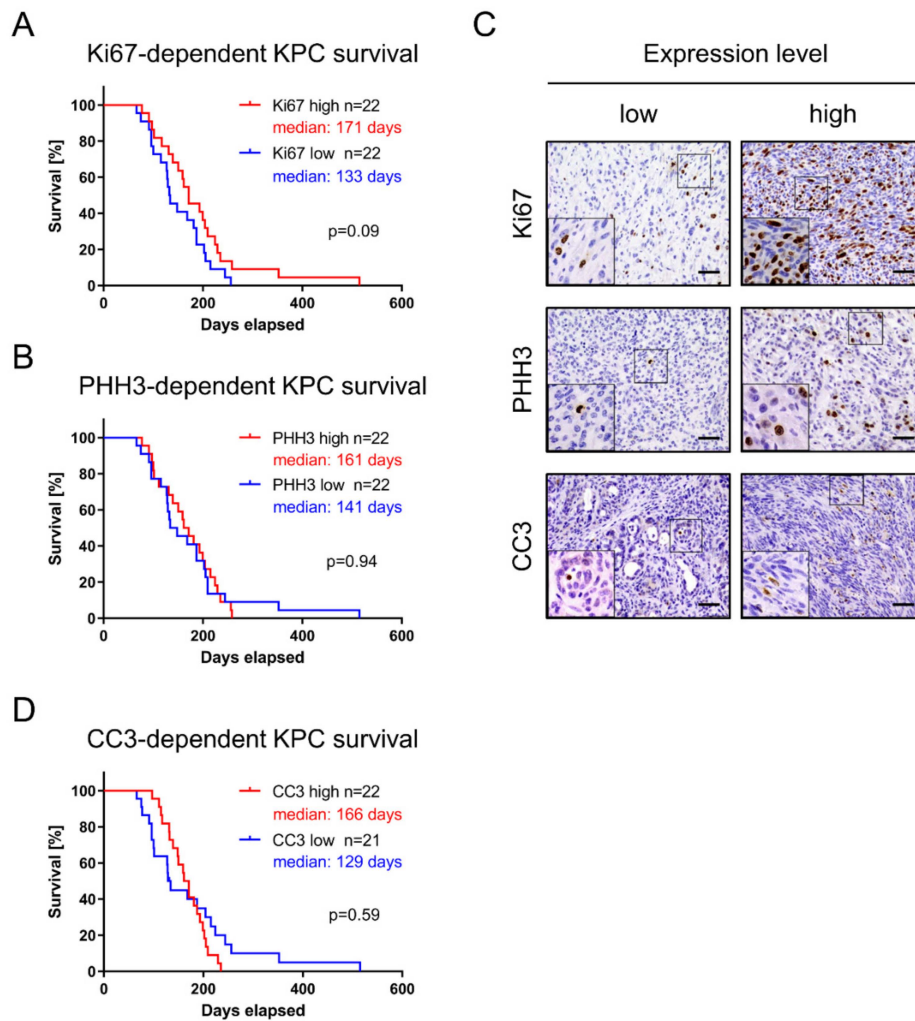 A
Ki67-dependent KPC survival
Survival [%]
100
80
60
40
20
0
0 200 400 600
Days elapsed
Ki67 high n=22
median: 171 days
Ki67 low n=22
median: 133 days
p=0.09
B
PHH3-dependent KPC survival
Survival [%]
100
80
60
40
20
0
0 200 400 600
Days elapsed
PHH3 high n=22
median: 161 days
PHH3 low n=22
median: 141 days
p=0.94
C
Expression level
low high
Ki67
PHH3
CC3
D
CC3-dependent KPC survival
Survival [%]
100
80
60
40
20
0
0 200 400 600
Days elapsed
CC3 high n=22
median: 166 days
CC3 low n=21
median: 129 days
p=0.59